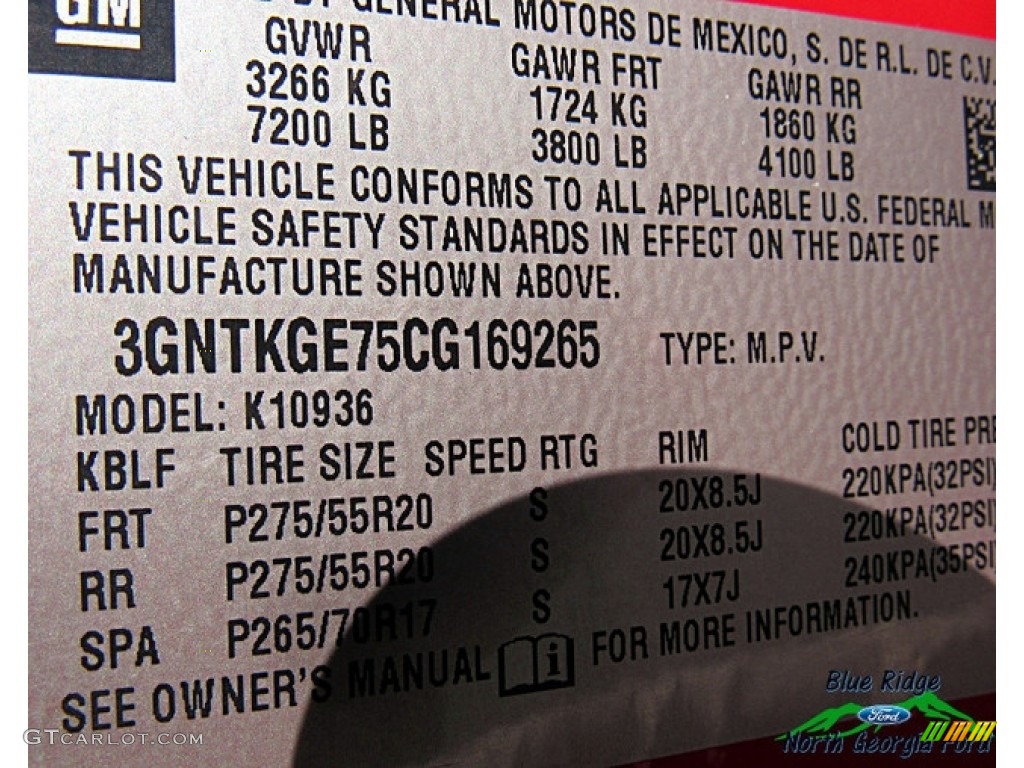 GM
BY GENERAL MOTORS DE MEXICO, S. DE R.L. DE C.V.
GVWR GAWR FRT GAWR RR
3266 KG 1724 KG 1860 KG
7200 LB 3800 LB 4100 LB
THIS VEHICLE CONFORMS TO ALL APPLICABLE U.S. FEDERAL M
VEHICLE SAFETY STANDARDS IN EFFECT ON THE DATE OF
MANUFACTURE SHOWN ABOVE.
3GNTKGE75CG169265 TYPE: M.P.V.
MODEL: K10936
KBLF TIRE SIZE SPEED RTG RIM COLD TIRE PRE
FRT P275/55R20 S 20X8.5J 220KPA(32PSI)
RR P275/55R20 S 20X8.5J 220KPA(32PSI)
SPA P265/70R17 S 17X7J 240KPA(35PSI)
SEE OWNER'S MANUAL i FOR MORE INFORMATION.
Blue Ridge
Ford
North Georgia Ford
GTcarlot.com